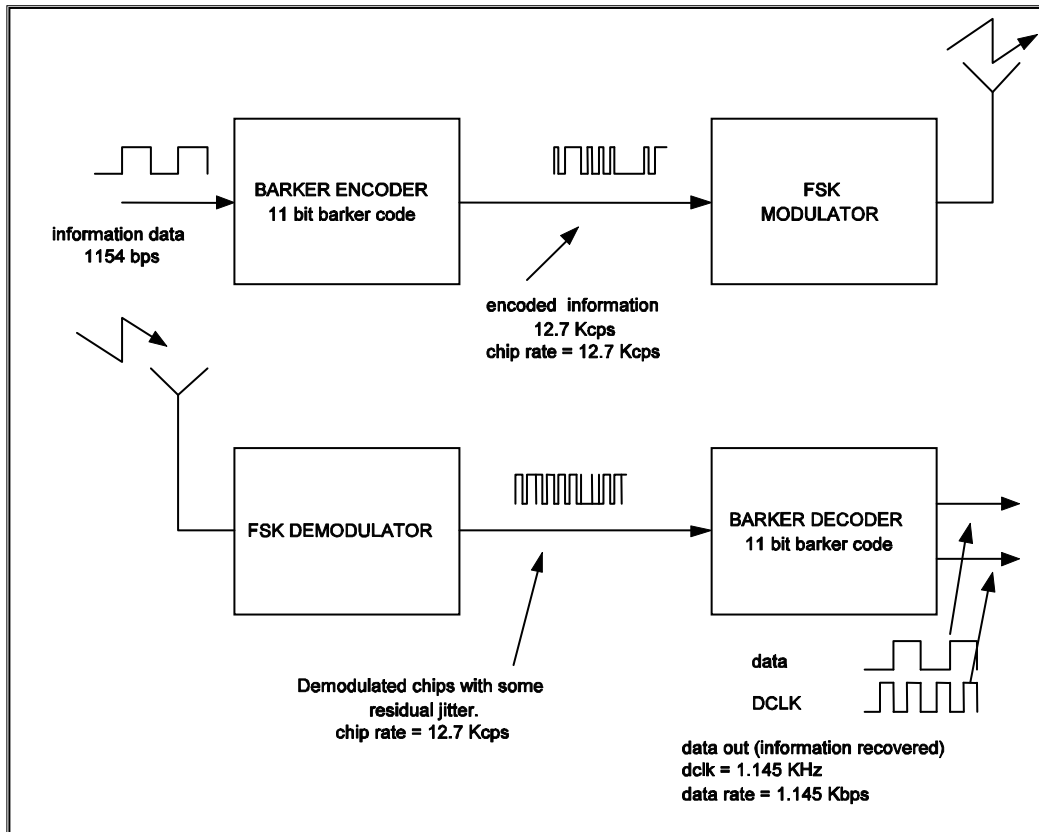 BARKER ENCODER
11 bit barker code
FSK
MODULATOR
information data
1154 bps
encoded information
12.7 Kcps
chip rate = 12.7 Kcps
FSK DEMODULATOR
BARKER DECODER
11 bit barker code
Demodulated chips with some
residual jitter.
chip rate = 12.7 Kcps
data
DCLK
data out (information recovered)
dclk = 1.145 KHz
data rate = 1.145 Kbps